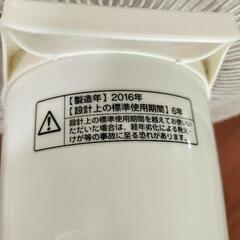 【製造年】2016年
【設計上の標準使用期間】6年
設計上の標準使用期間を超えてお使いい
ただいた場合は、経年劣化による発火・
けが等の事故に至る恐れがあります。